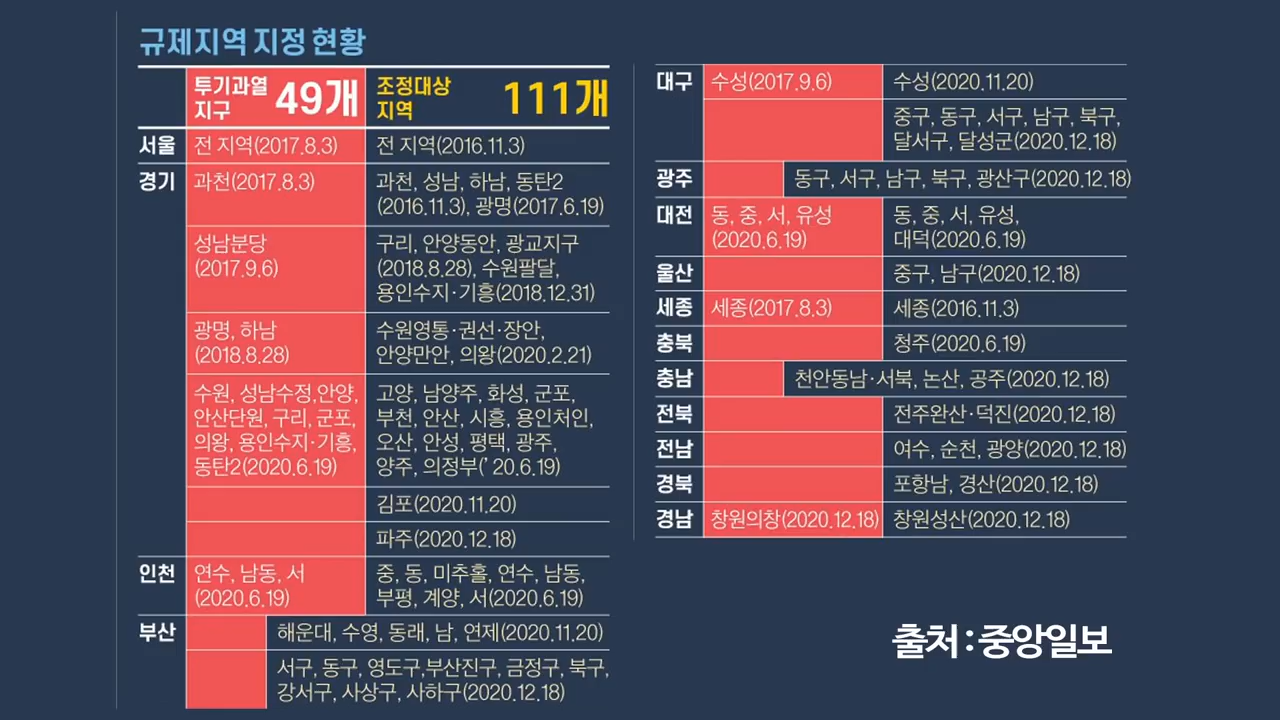 규제지역 지정 현황
투기과열
지구
49개
조정대상
지역
111개
서울
전 지역(2017.8.3)
전 지역(2016.11.3)
경기
과천(2017.8.3)
과천, 성남, 하남, 동탄2
(2016.11.3), 광명(2017.6.19)
성남분당
(2017.9.6)
구리, 안양동안, 광교지구
(2018.8.28), 수원팔달,
용인수지·기흥(2018.12.31)
광명, 하남
(2018.8.28)
수원영통·권선·장안,
안양만안, 의왕(2020.2.21)
수원, 성남수정,안양,
안산단원, 구리, 군포,
의왕, 용인수지·기흥,
동탄2(2020.6.19)
고양, 남양주, 화성, 군포,
부천, 안산, 시흥, 용인처인,
오산, 안성, 평택, 광주,
양주, 의정부(’20.6.19)
김포(2020.11.20)
파주(2020.12.18)
인천
연수, 남동, 서
(2020.6.19)
중, 동, 미추홀, 연수, 남동,
부평, 계양, 서(2020.6.19)
부산
해운대, 수영, 동래, 남, 연제(2020.11.20)
서구, 동구, 영도구,부산진구, 금정구, 북구,
강서구, 사상구, 사하구(2020.12.18)
대구
수성(2017.9.6)
수성(2020.11.20)
중구, 동구, 서구, 남구, 북구,
달서구, 달성군(2020.12.18)
광주
동구, 서구, 남구, 북구, 광산구(2020.12.18)
대전
동, 중, 서, 유성
(2020.6.19)
동, 중, 서, 유성,
대덕(2020.6.19)
울산
중구, 남구(2020.12.18)
세종
세종(2017.8.3)
세종(2016.11.3)
충북
청주(2020.6.19)
충남
천안동남·서북, 논산, 공주(2020.12.18)
전북
전주완산·덕진(2020.12.18)
전남
여수, 순천, 광양(2020.12.18)
경북
포항남, 경산(2020.12.18)
경남
창원의창(2020.12.18)
창원성산(2020.12.18)
출처 : 중앙일보